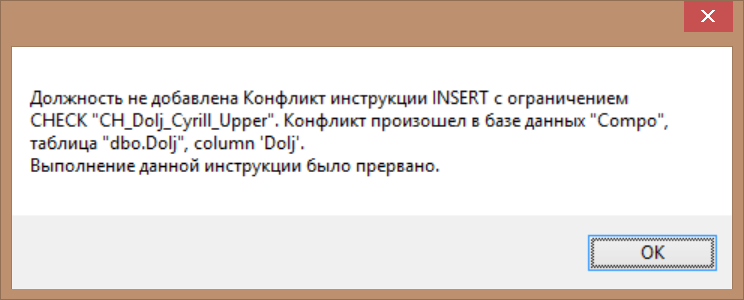 Должность не добавлена Конфликт инструкции INSERT с ограничением
CHECK "CH_Dolj_Cyrill_Upper". Конфликт произошел в базе данных "Compo",
таблица "dbo.Dolj", column 'Dolj'.
Выполнение данной инструкции было прервано.
OK